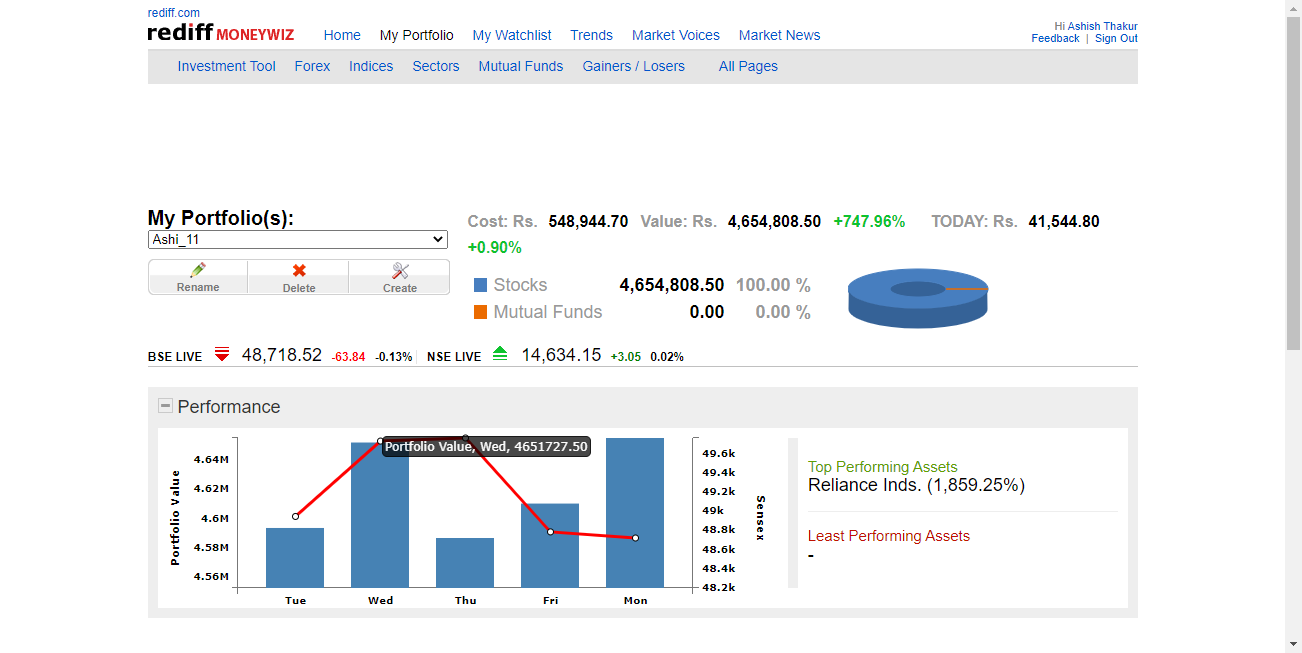 rediff.com
rediff MONEYWIZ Home My Portfolio My Watchlist Trends Market Voices Market News
Hi Ashish Thakur
Feedback | Sign Out
Investment Tool Forex Indices Sectors Mutual Funds Gainers / Losers All Pages
My Portfolio(s):
Ashi_11
Rename Delete Create
Cost: Rs. 548,944.70 Value: Rs. 4,654,808.50 +747.96% TODAY: Rs. 41,544.80
+0.90%
Stocks 4,654,808.50 100.00 %
Mutual Funds 0.00 0.00 %
BSE LIVE 48,718.52 -63.84 -0.13% NSE LIVE 14,634.15 +3.05 0.02%
Performance
Portfolio Value
4.64M
4.62M
4.6M
4.58M
4.56M
Portfolio Value, Wed, 4651727.50
Tue Wed Thu Fri Mon
49.6k
49.4k
49.2k
49k
48.8k
48.6k
48.4k
48.2k
Sensex
Top Performing Assets
Reliance Inds. (1,859.25%)
Least Performing Assets
-